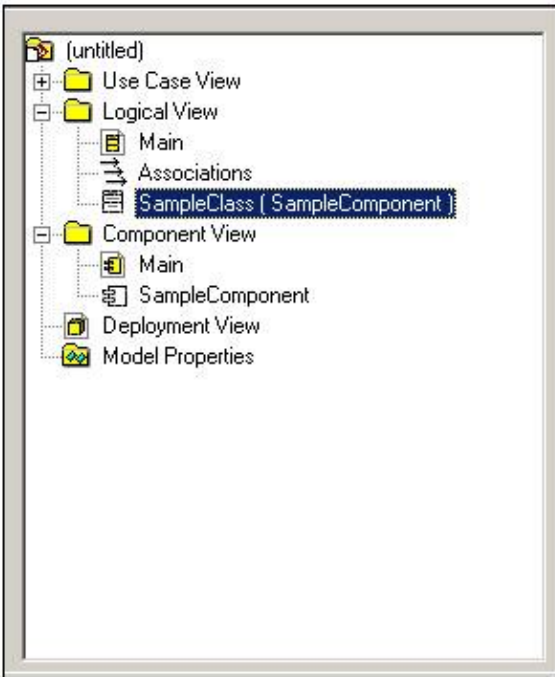 (untitled)
Use Case View
Logical View
Main
Associations
SampleClass ( SampleComponent )
Component View
Main
SampleComponent
Deployment View
Model Properties